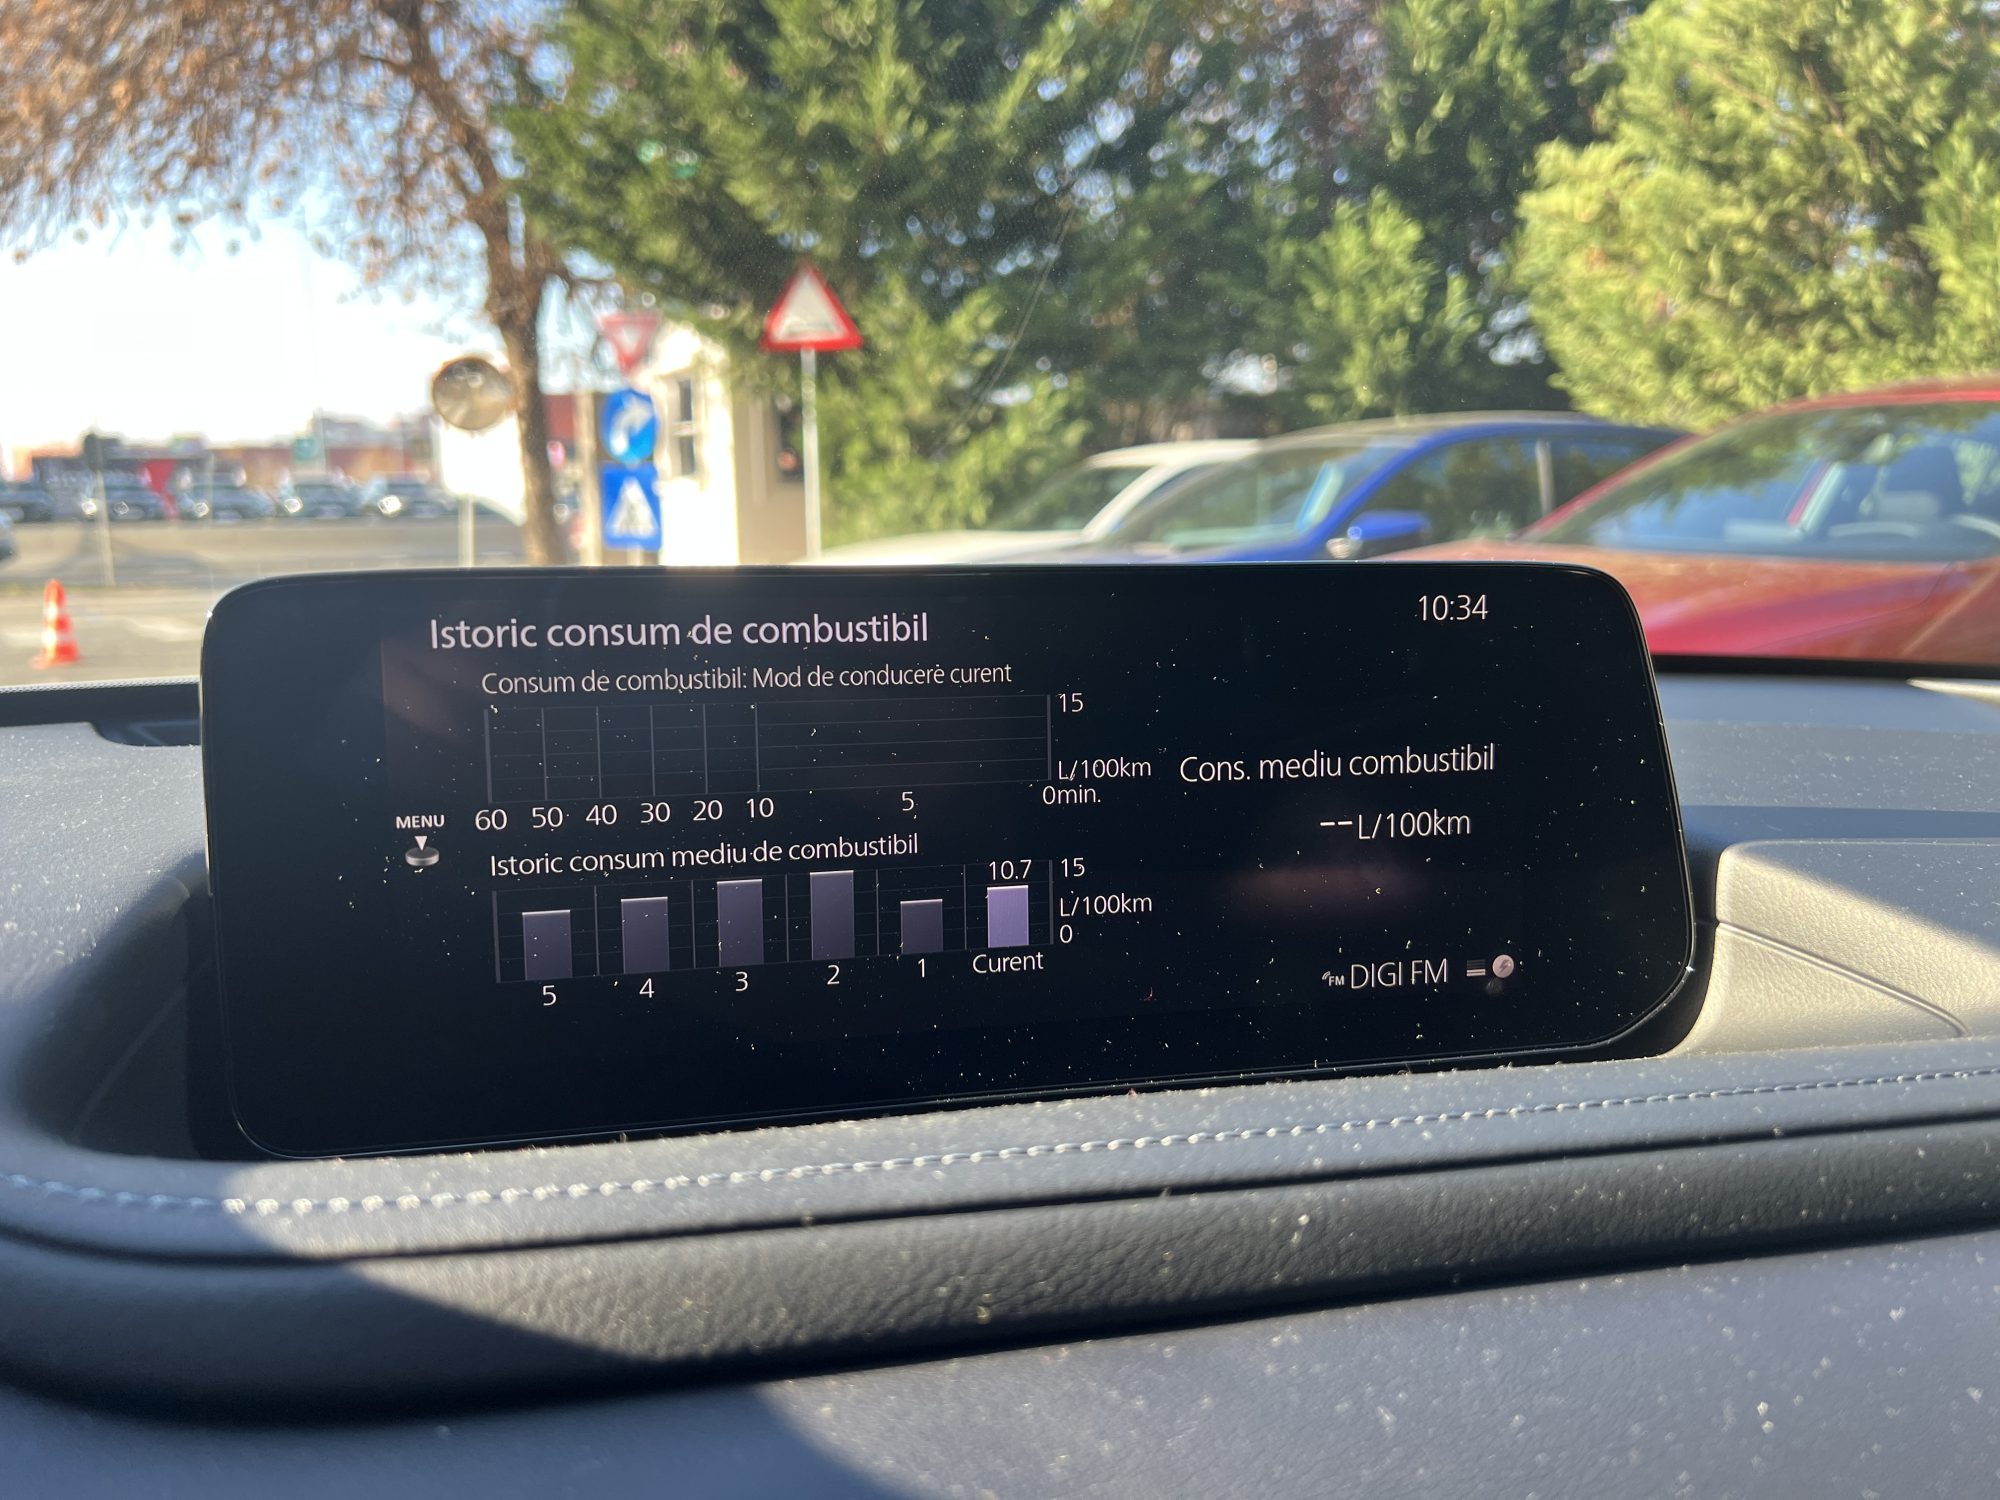 Istoric consum de combustibil
10:34
Consum de combustibil: Mod de conducere curent
15
L/100km
60 50 40 30 20 10 5 0min.
MENU
Cons. mediu combustibil
--L/100km
Istoric consum mediu de combustibil
10.7
15
L/100km
0
5 4 3 2 1 Curent
FM DIGI FM